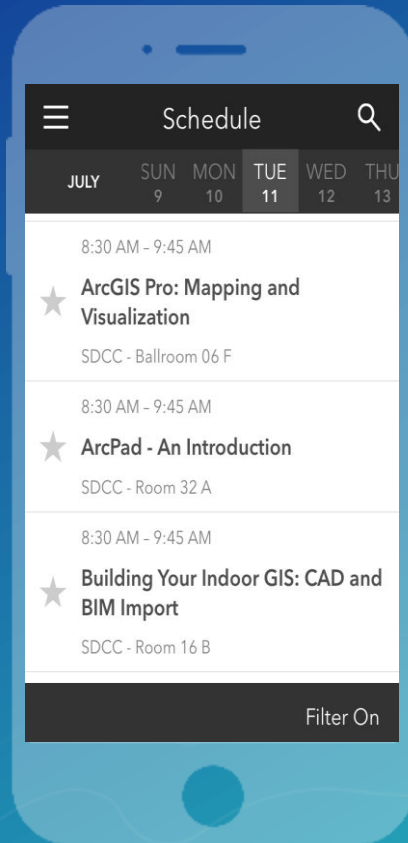 Schedule
JULY
SUN 9
MON 10
TUE 11
WED 12
THU 13
8:30 AM – 9:45 AM
ArcGIS Pro: Mapping and
Visualization
SDCC - Ballroom 06 F
8:30 AM – 9:45 AM
ArcPad - An Introduction
SDCC - Room 32 A
8:30 AM – 9:45 AM
Building Your Indoor GIS: CAD and
BIM Import
SDCC - Room 16 B
Filter On